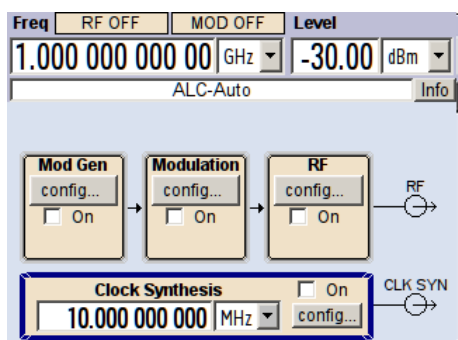 Freq RF OFF MOD OFF Level
1.000 000 000 00 GHz -30.00 dBm
ALC-Auto Info
Mod Gen Modulation RF
config... config... config... RF
On On On
Clock Synthesis On CLK SYN
10.000 000 000 MHz config...